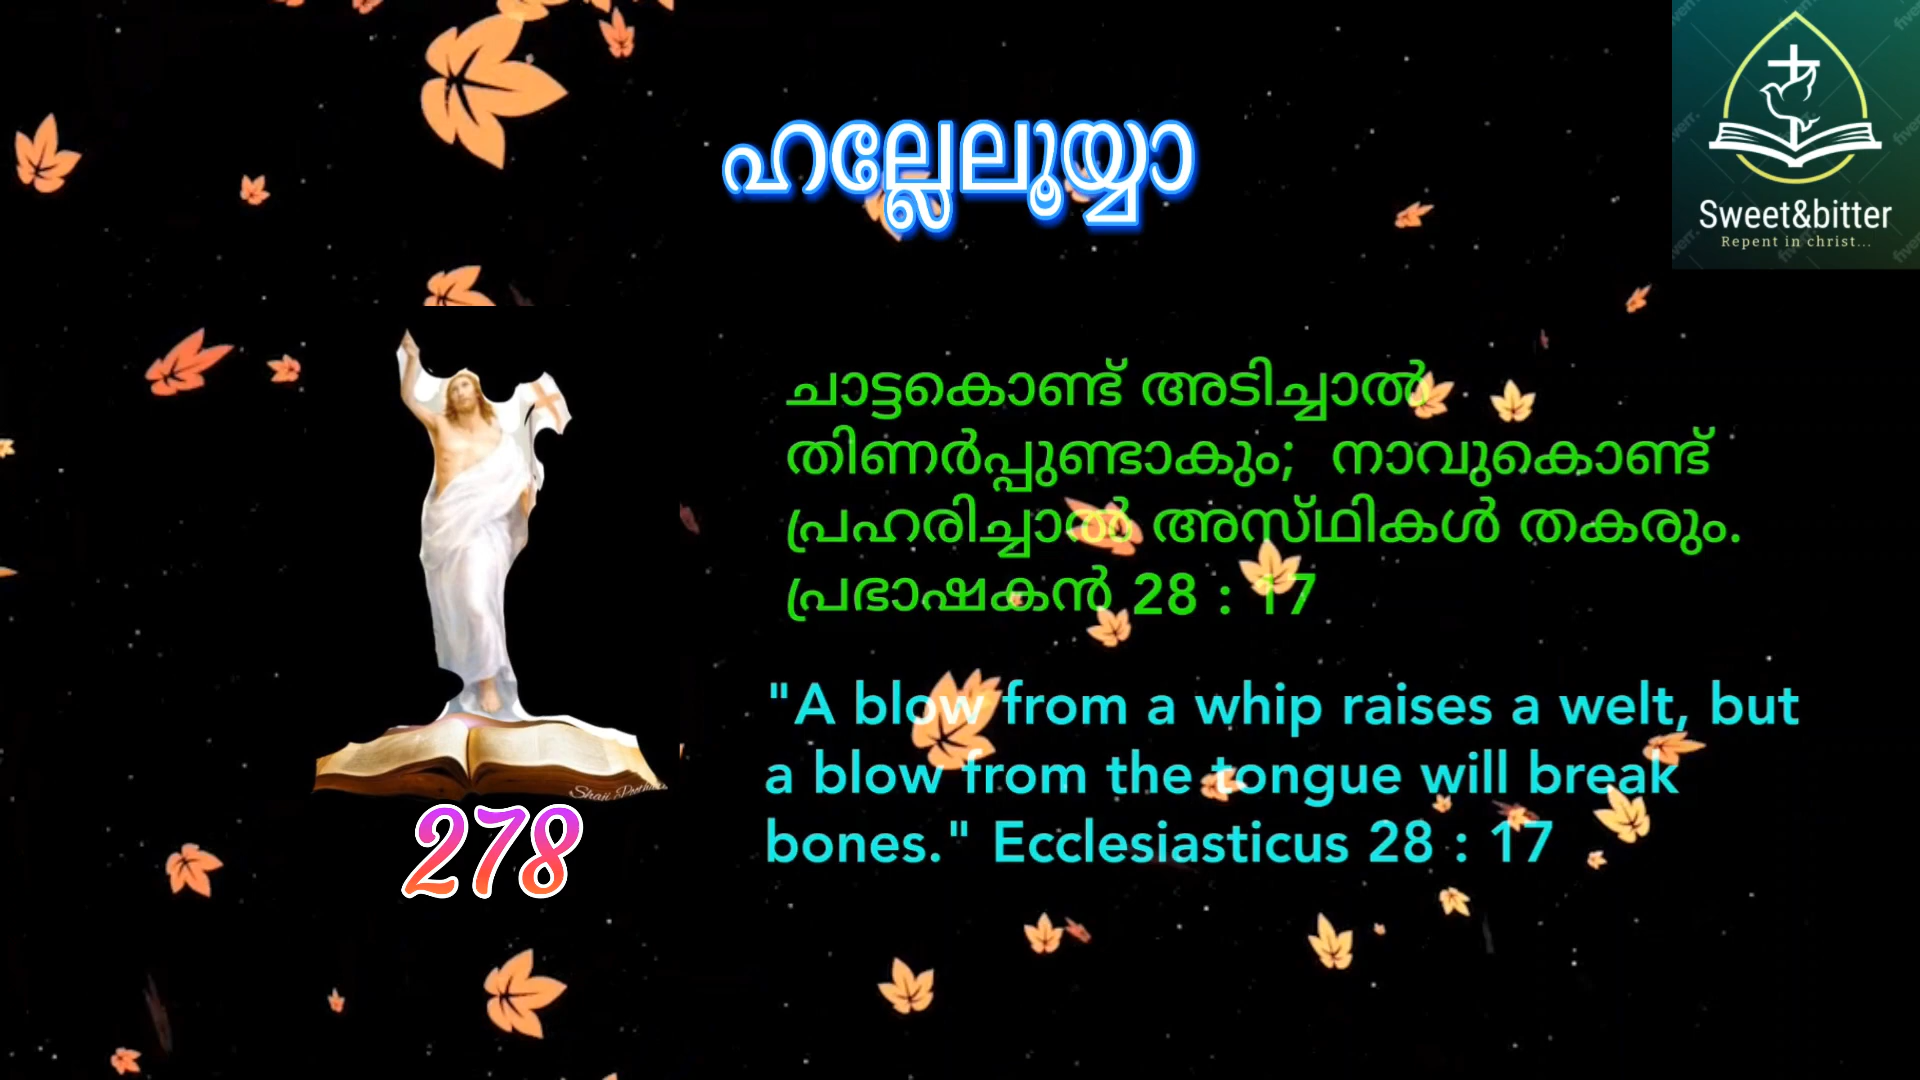 ഹല്ലേലൂയ്യാ
Sweet&bitter
Repent in christ...
ചാട്ടകൊണ്ട് അടിച്ചാൽ
തിണർപ്പുണ്ടാകും; നാവുകൊണ്ട്
പ്രഹരിച്ചാൽ അസ്ഥികൾ തകരും.
പ്രഭാഷകൻ 28 : 17
"A blow from a whip raises a welt, but
a blow from the tongue will break
bones." Ecclesiasticus 28 : 17
Shaji
278